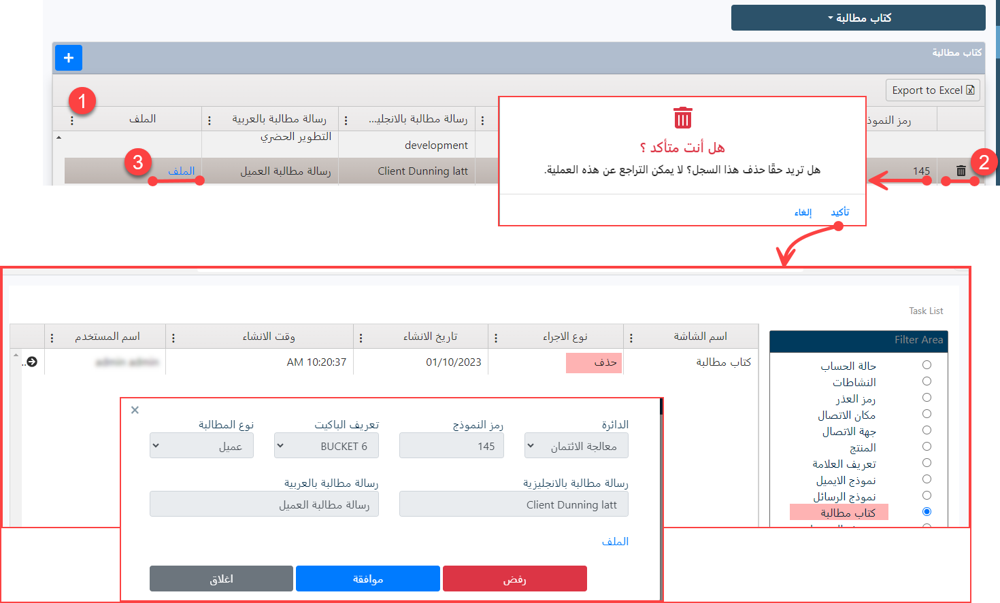 كتاب مطالبة
كتاب مطالبة
Export to Excel
1
رمز النموذ
رسالة مطالبة بالانجلیـ...
رسالة مطالبة بالعربية
الملف
development
التطوير الحضري
2
145
Client Dunning latt
رسالة مطالبة العميل
الملف
3
هل أنت متأكد ؟
هل تريد حقًا حذف هذا السجل؟ لا يمكن التراجع عن هذه العملية.
تأكيد
إلغاء
Task List
Filter Area
حالة الحساب
النشاطات
رمز العذر
مكان الاتصال
جهة الاتصال
المنتج
تعريف العلامة
نموذج الايميل
نموذج الرسائل
كتاب مطالبة
اسم الشاشة
نوع الاجراء
تاريخ الانشاء
وقت الانشاء
اسم المستخدم
كتاب مطالبة
حذف
01/10/2023
AM 10:20:37
admin admin
..
الدائرة
رمز النموذج
تعريف الباكيت
نوع المطالبة
معالجة الائتمان
145
BUCKET 6
عميل
رسالة مطالبة بالانجليزية
رسالة مطالبة بالعربية
Client Dunning latt
رسالة مطالبة العميل
الملف
رفض
موافقة
اغلاق